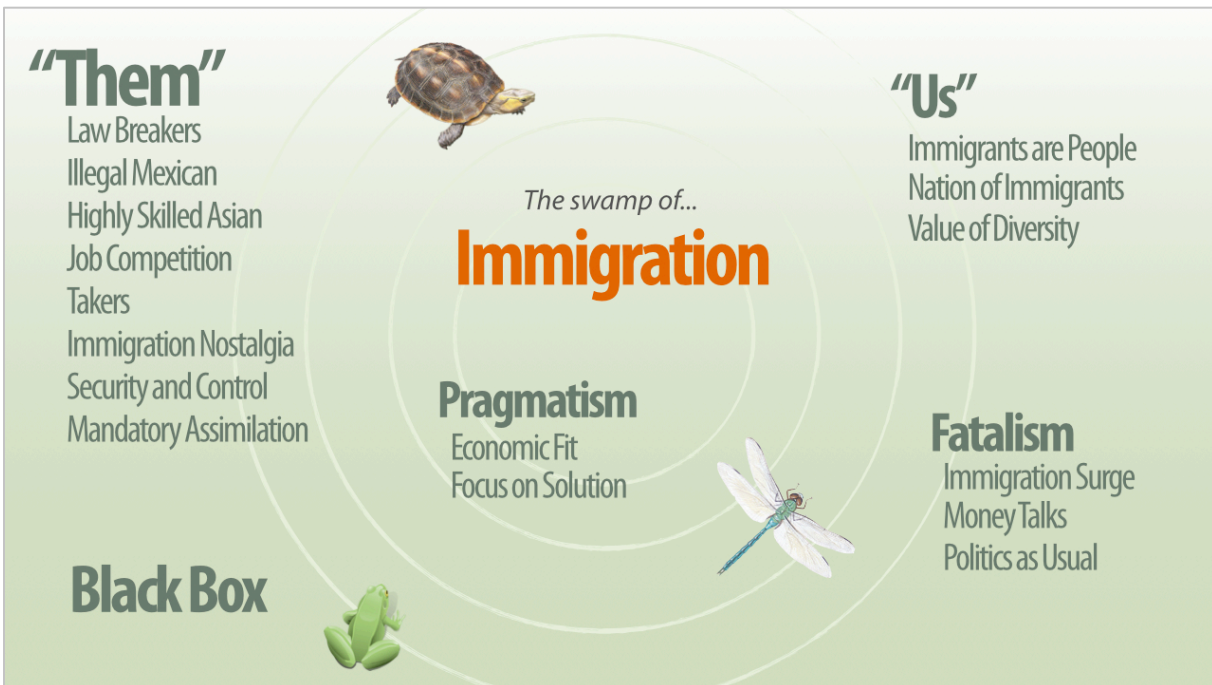 “Them”
Law Breakers
Illegal Mexican
Highly Skilled Asian
Job Competition
Takers
Immigration Nostalgia
Security and Control
Mandatory Assimilation
The swamp of...
Immigration
“Us”
Immigrants are People
Nation of Immigrants
Value of Diversity
Pragmatism
Economic Fit
Focus on Solution
Fatalism
Immigration Surge
Money Talks
Politics as Usual
Black Box